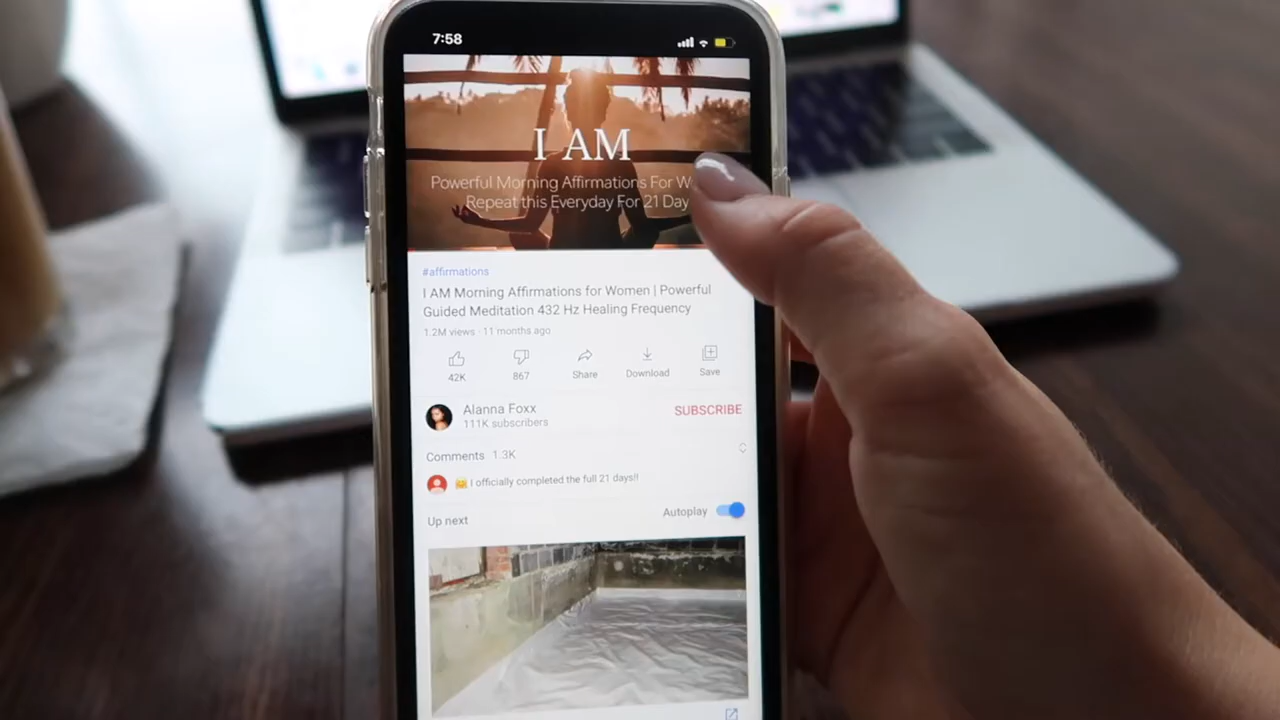 7:58
I AM
Powerful Morning Affirmations For
Repeat this Everyday For 21
#affirmations
I AM Morning Affirmations for Women | Powerful
Guided Meditation 432 Hz Healing Frequency
1.2M views · 11 months ago
42K
867
Share
Download
Save
Alanna Foxx
111K subscribers
SUBSCRIBE
Comments 1.3K
🤗 I officially completed the full 21 days!!
Up next
Autoplay